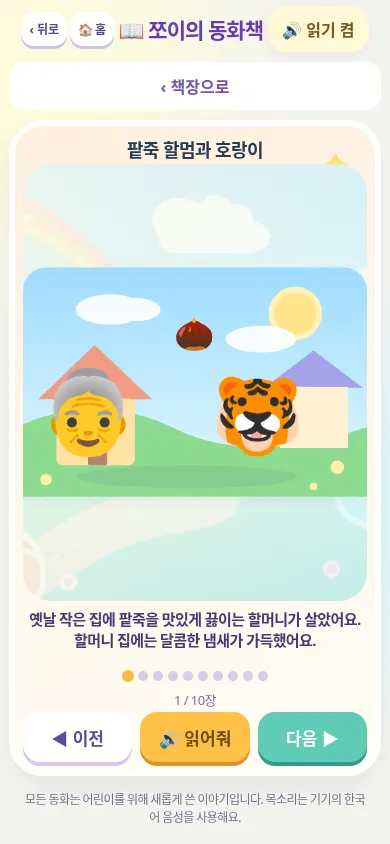 ‹ 뒤로 🏠 홈 📖 쪼이의 동화책 🔊 읽기 켬
‹ 책장으로
팥죽 할멈과 호랑이
옛날 작은 집에 팥죽을 맛있게 끓이는 할머니가 살았어요.
할머니 집에는 달콤한 냄새가 가득했어요.
1 / 10장
◀ 이전 🔊 읽어줘 다음 ▶
모든 동화는 어린이를 위해 새롭게 쓴 이야기입니다. 목소리는 기기의 한국
어 음성을 사용해요.